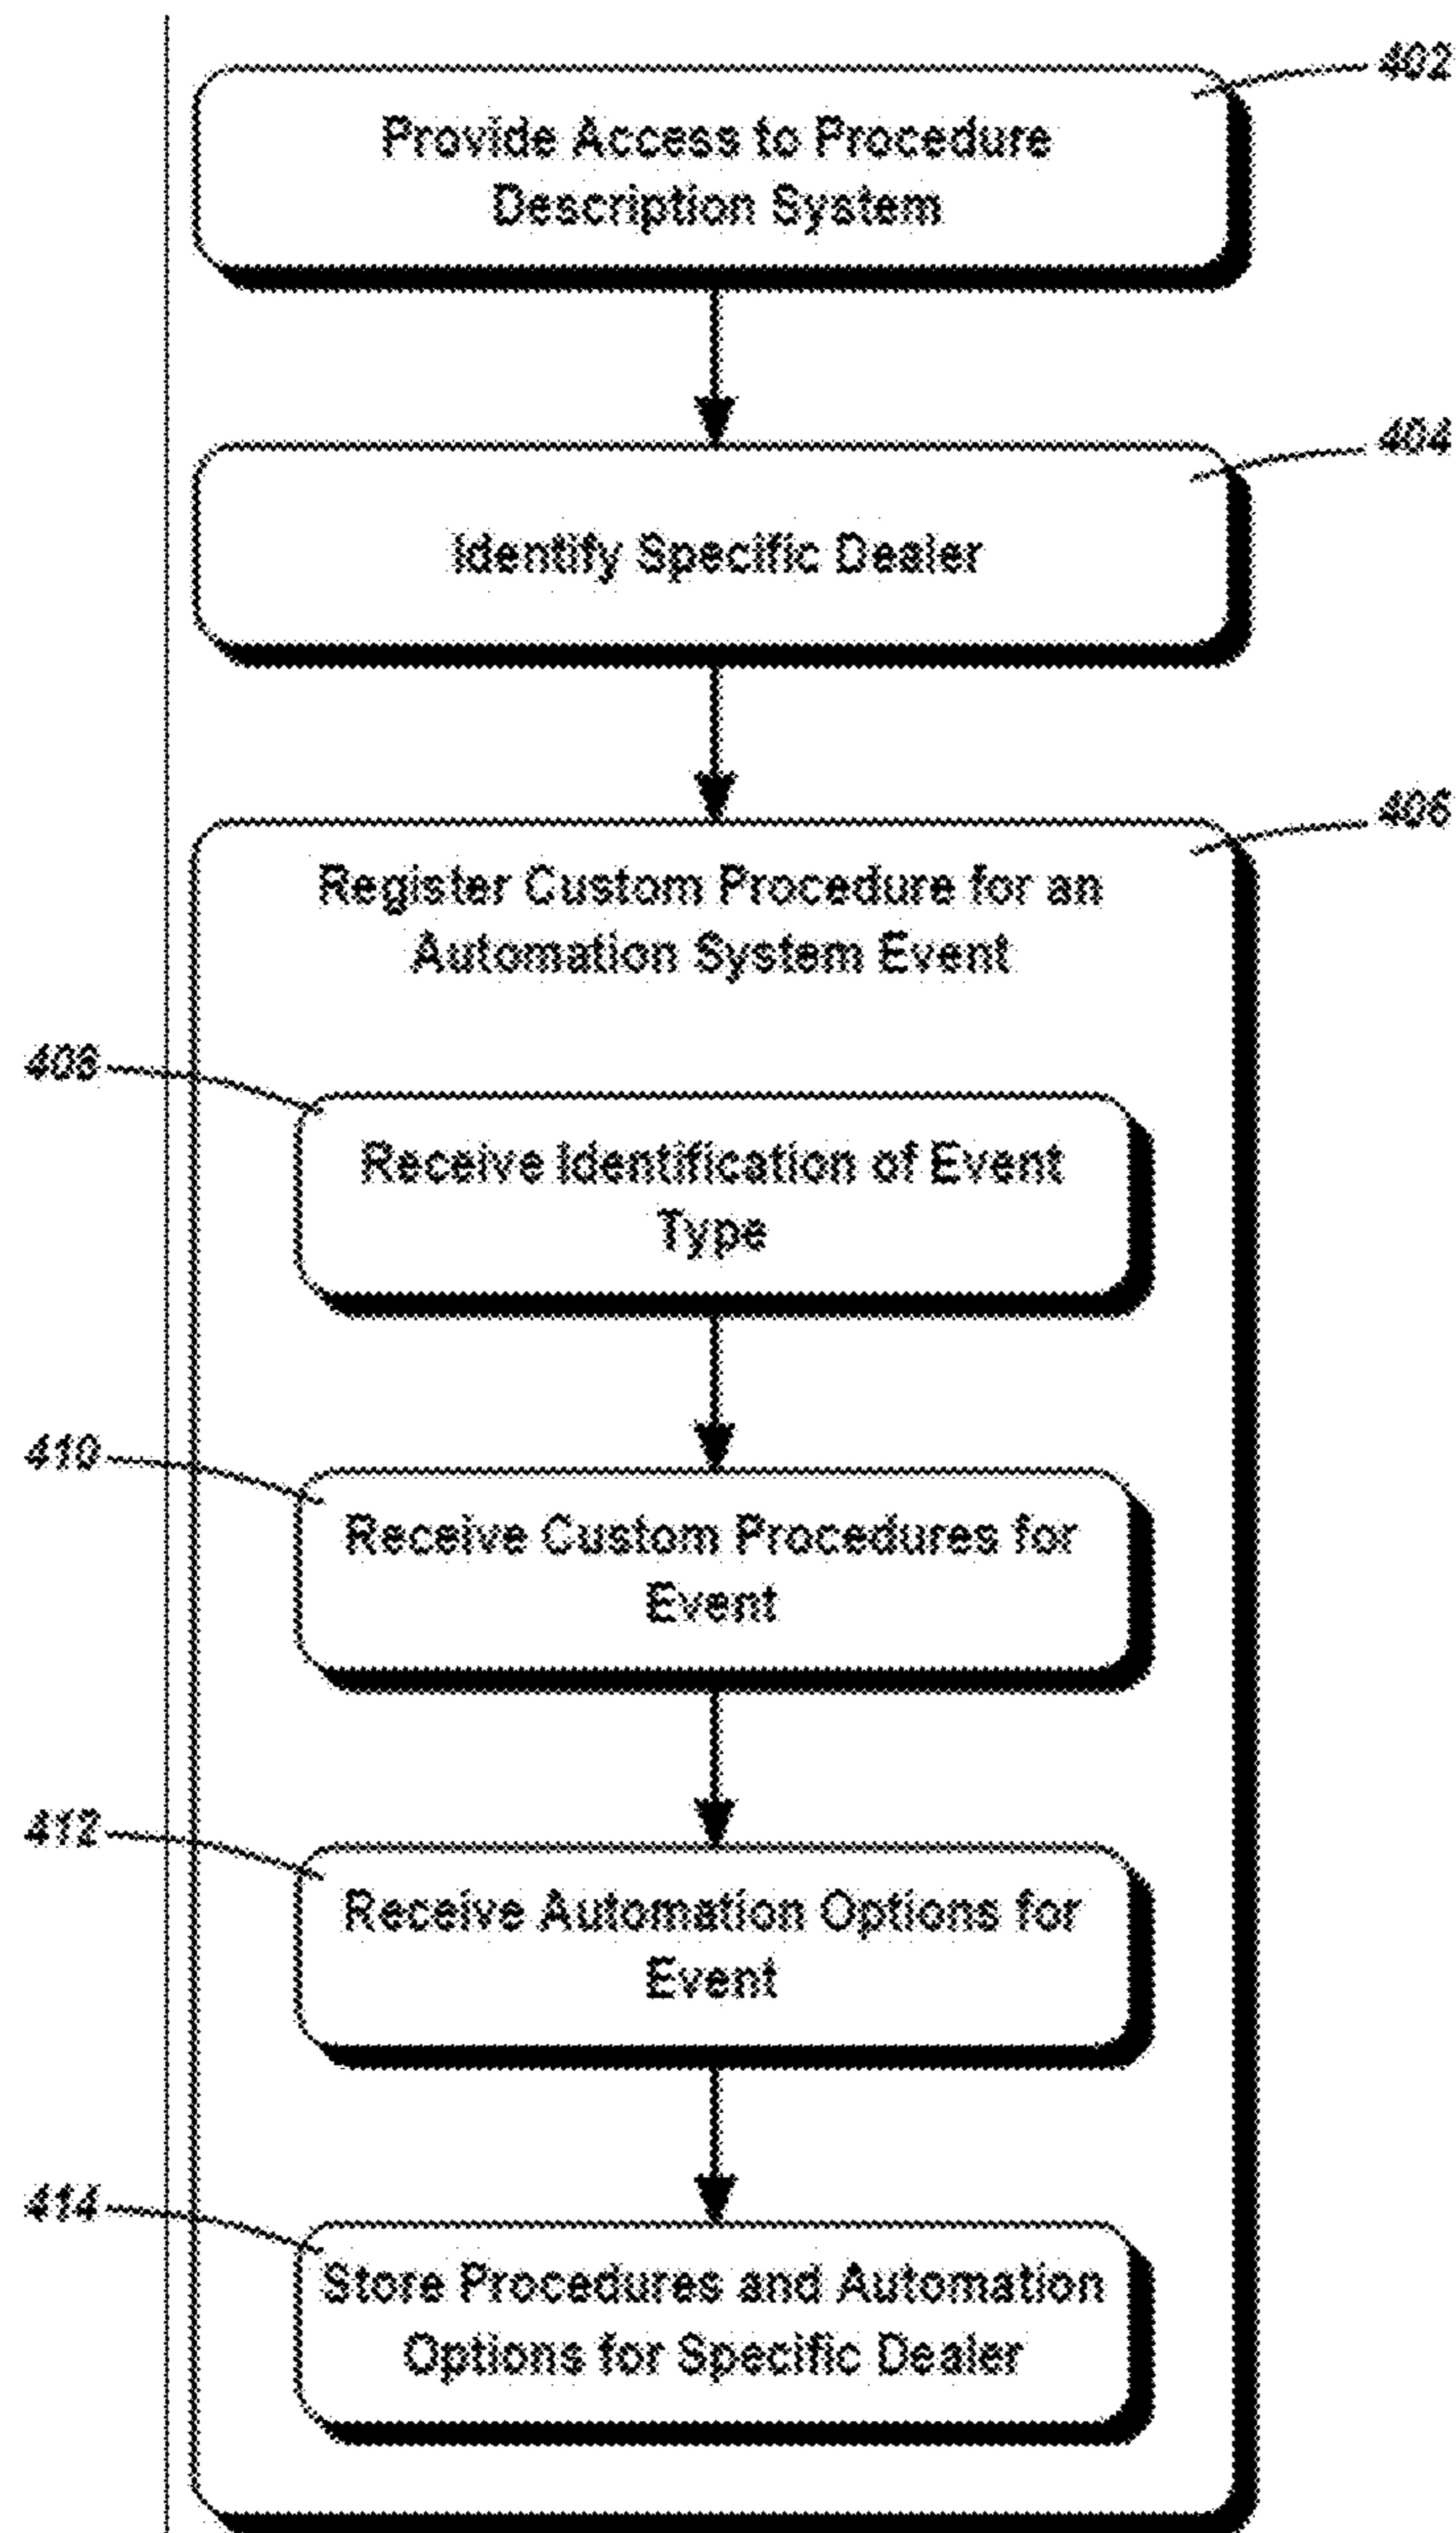 402
Provide Access to Procedure
Description System
404
Identify Specific Dealer
406
Register Custom Procedure for an
Automation System Event
408
Receive Identification of Event
Type
410
Receive Custom Procedures for
Event
412
Receive Automation Options for
Event
414
Store Procedures and Automation
Options for Specific Dealer